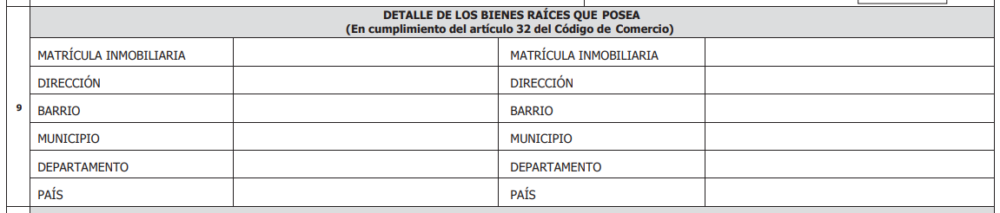 DETALLE DE LOS BIENES RAÍCES QUE POSEA
(En cumplimiento del artículo 32 del Código de Comercio)
MATRÍCULA INMOBILIARIA MATRÍCULA INMOBILIARIA
DIRECCIÓN DIRECCIÓN
9 BARRIO BARRIO
MUNICIPIO MUNICIPIO
DEPARTAMENTO DEPARTAMENTO
PAÍS PAÍS